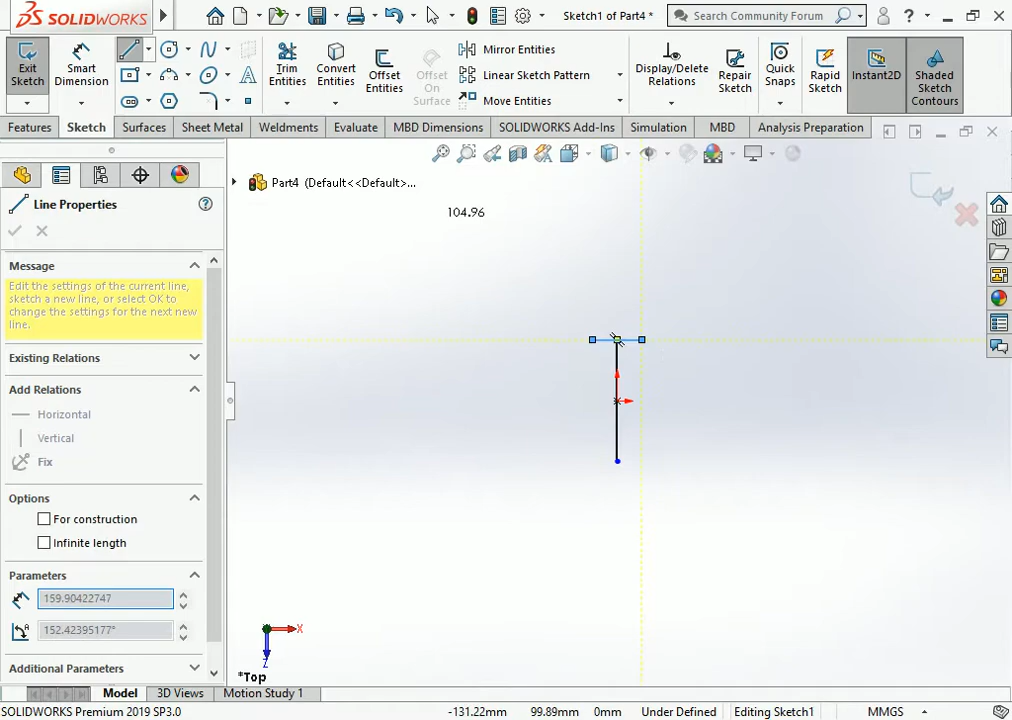 SOLIDWORKS
Sketch1 of Part4 *
Search Community Forum
Exit Sketch
Smart Dimension
Trim Entities
Convert Entities
Offset Entities
Offset On Surface
Mirror Entities
Linear Sketch Pattern
Move Entities
Display/Delete Relations
Repair Sketch
Quick Snaps
Rapid Sketch
Instant2D
Shaded Sketch Contours
Features
Sketch
Surfaces
Sheet Metal
Weldments
Evaluate
MBD Dimensions
SOLIDWORKS Add-Ins
Simulation
MBD
Analysis Preparation
Part4 (Default<<Default>...
Line Properties
104.96
Message
Edit the settings of the current line,
sketch a new line, or select OK to
change the settings for the next new
line.
Existing Relations
Add Relations
Horizontal
Vertical
Fix
Options
For construction
Infinite length
Parameters
159.90422747
152.42395177°
Additional Parameters
X
Z
*Top
Model
3D Views
Motion Study 1
SOLIDWORKS Premium 2019 SP3.0
-131.22mm
99.89mm
0mm
Under Defined
Editing Sketch1
MMGS